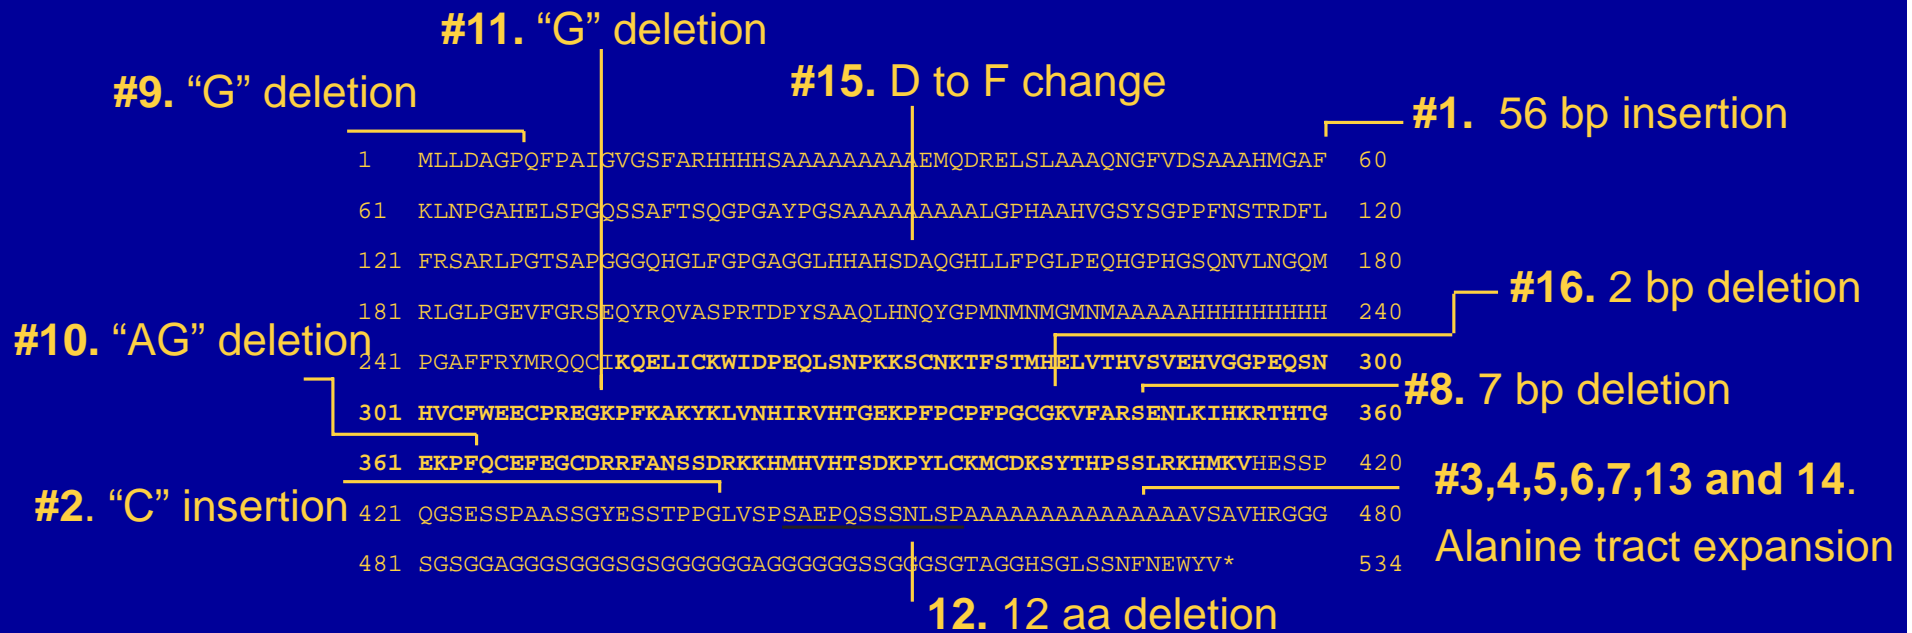 #11. “G” deletion
#9. “G” deletion
#15. D to F change
#1. 56 bp insertion
1 MLLDAGPQFPAIGVGSFARHHHHSAAAAAAAAAEMQDRELSLAAAQNGFVDSAAAHMGAF 60
61 KLNPGAHELSPGQSSAFTSQGPGAYPGSAAAAAAAAAALGPHAAHVGSYSGPPFNSTRDFL 120
121 FRSARLPGTSAPGGGQHGLFGPGAGGLHHAHSDAQGHLLFPGLPEQHGPHGSQNVLNGQM 180
#16. 2 bp deletion
181 RLGLPGEVFGRSEQYRQVASPRTDPYSAAQLHNQYGPMNMNMGMNMAAAAAHHHHHHHHH 240
#10. “AG” deletion
241 PGAFFRYMRQQCIKQELICKWIDPEQLSNPKKSCNKTFSTMHELVTHVSVEHVGGPEQSN 300
#8. 7 bp deletion
301 HVCFWEECPREGKPFKAKYKLVNHIRVHTGEKPFPCPFPGCGKVFARSENLKIHKRTHTG 360
361 EKPFQCEFEGCDRRFANSSDRKKHMHVHTSDKPYLCKMCDKSYTHPSSLRKHMKVHESSP 420
#3,4,5,6,7,13 and 14.
Alanine tract expansion
#2. “C” insertion
421 QGSESSPAASSGYESSTPPGLVSPSAEPQSSSNLSPAAAAAAAAAAAAAAAVSAVHRGGG 480
481 SGSGGAGGGSGGGSGSGGGGGGAGGGGGGSSGGGSGTAGGHSGLSSNFNEWYV* 534
12. 12 aa deletion